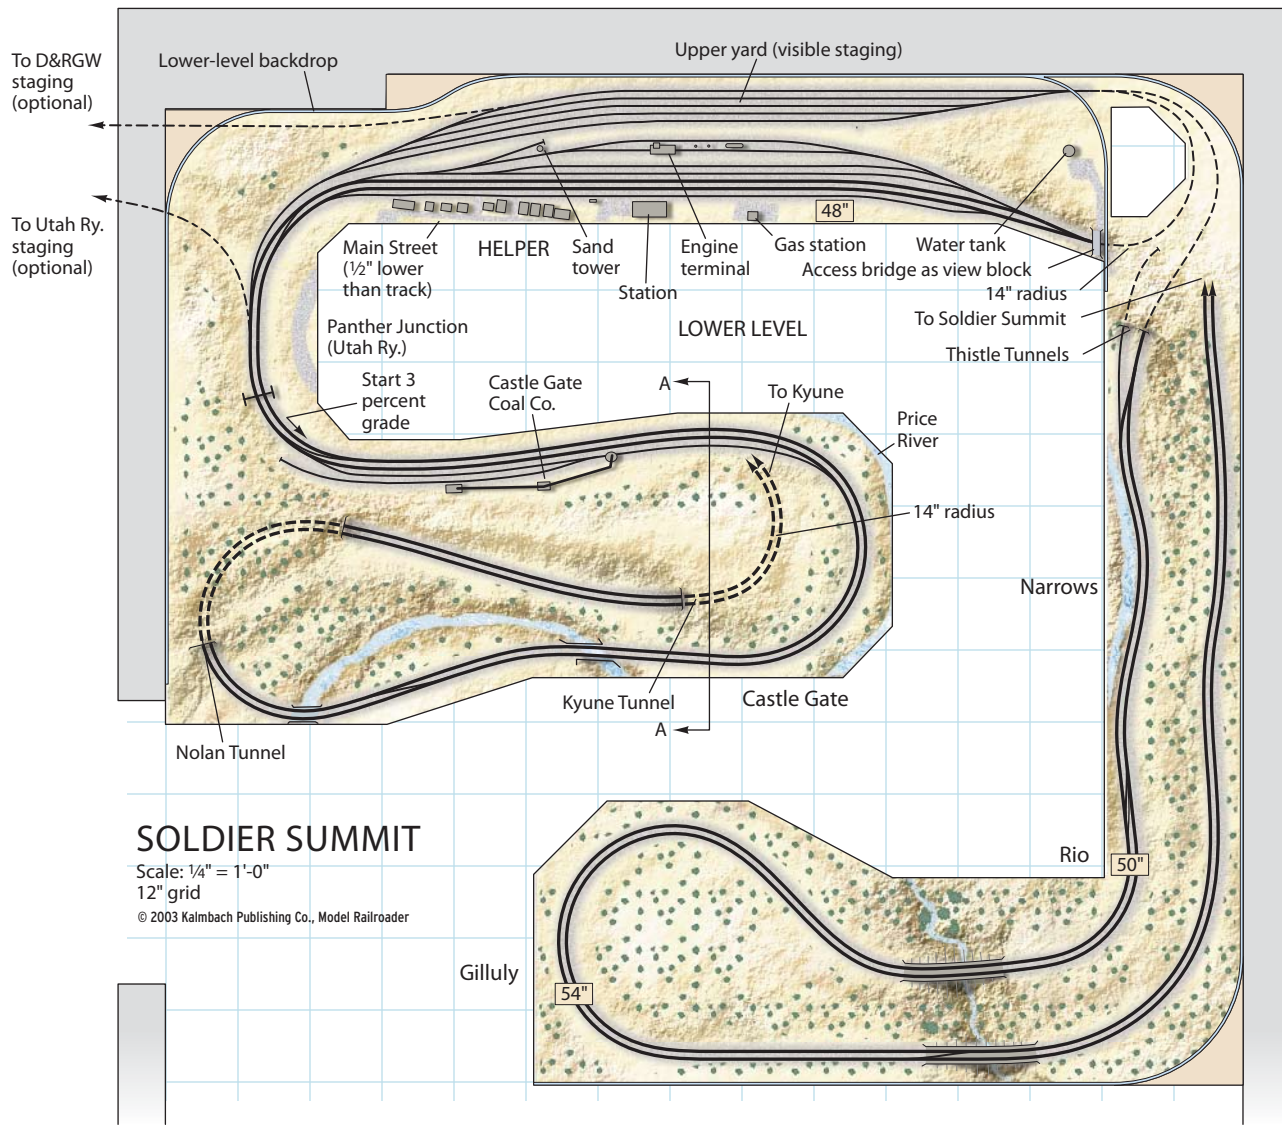 To D&RGW
staging
(optional)
Lower-level backdrop
Upper yard (visible staging)
To Utah Ry.
staging
(optional)
48"
Main Street
(½" lower
than track)
HELPER
Sand
tower
Station
Engine
terminal
Gas station
Water tank
Access bridge as view block
14" radius
To Soldier Summit
Thistle Tunnels
LOWER LEVEL
Panther Junction
(Utah Ry.)
Start 3
percent
grade
Castle Gate
Coal Co.
A
To Kyune
Price
River
14" radius
Narrows
Kyune Tunnel
A
Castle Gate
Nolan Tunnel
SOLDIER SUMMIT
Scale: ¼" = 1'-0"
12" grid
© 2003 Kalmbach Publishing Co., Model Railroader
Rio
50"
Gilluly
54"